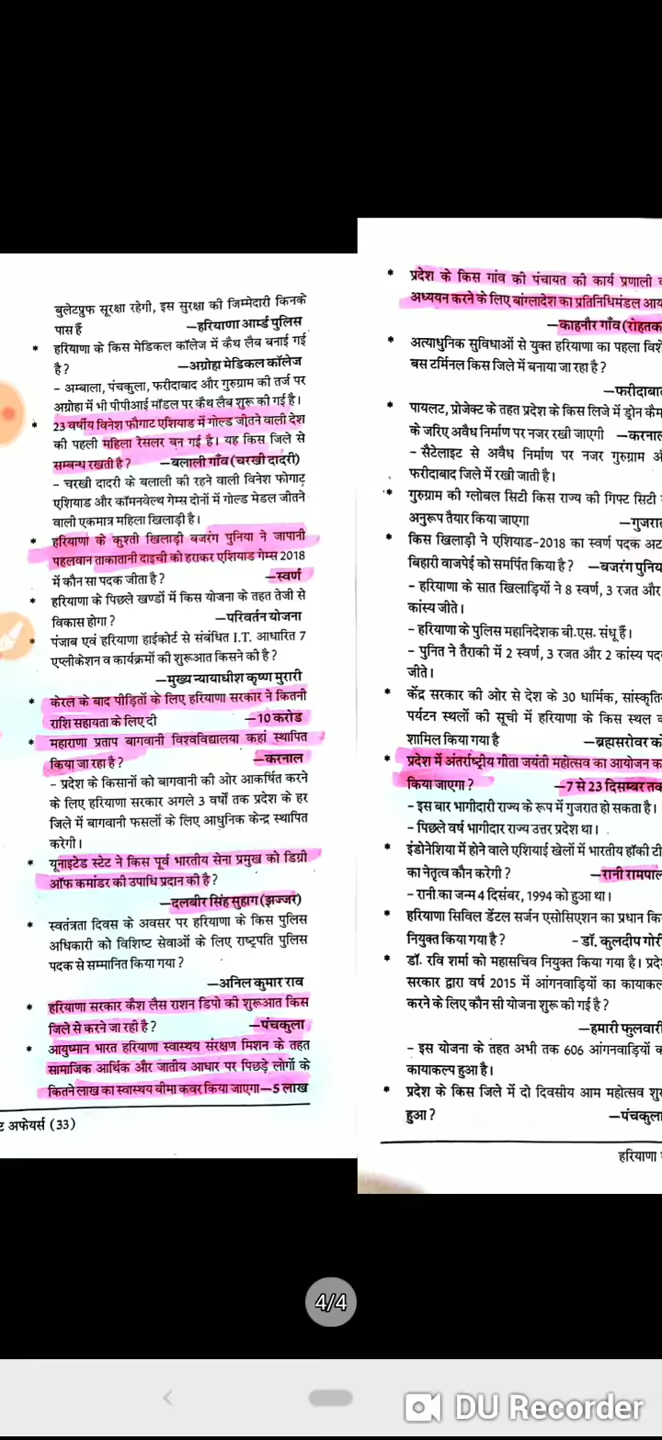 बुलेटप्रुफ सूरक्षा रहेगी, इस सुरक्षा की जिम्मेदारी किनके
पास हैं —हरियाणा आर्म्ड पुलिस
* हरियाणा के किस मेडिकल कॉलेज में कैथ लैब बनाई गई
है? —अग्रोहा मेडिकल कॉलेज
- अम्बाला, पंचकुला, फरीदाबाद और गुरुग्राम की तर्ज पर
अग्रोहा में भी पीपीआई मॉडल पर कैथ लैब शुरू की गई है।
* 23 वर्षीय विनेश फौगाट एशियाड में गोल्ड जीतने वाली देश
की पहली महिला रेसलर बन गई है। यह किस जिले से
सम्बन्ध रखती है? —बलाली गाँव (चरखी दादरी)
- चरखी दादरी के बलाली की रहने वाली विनेश फोगाट
एशियाड और कॉमनवेल्थ गेम्स दोनों में गोल्ड मेडल जीतने
वाली एकमात्र महिला खिलाड़ी है।
* हरियाणा के कुश्ती खिलाड़ी बजरंग पुनिया ने जापानी
पहलवान ताकातानी दाइची को हराकर एशियाड गेम्स 2018
में कौन सा पदक जीता है? —स्वर्ण
* हरियाणा के पिछले खण्डों में किस योजना के तहत तेजी से
विकास होगा? —परिवर्तन योजना
* पंजाब एवं हरियाणा हाईकोर्ट से संबंधित I.T. आधारित 7
एप्लीकेशन व कार्यक्रमों की शुरूआत किसने की है?
—मुख्य न्यायाधीश कृष्ण मुरारी
* केरल के बाद पीड़ितों के लिए हरियाणा सरकार ने कितनी
राशि सहायता के लिए दी —10 करोड
* महाराणा प्रताप बागवानी विश्वविद्यालया कहां स्थापित
किया जा रहा है? —करनाल
- प्रदेश के किसानों को बागवानी की ओर आकर्षित करने
के लिए हरियाणा सरकार अगले 3 वर्षों तक प्रदेश के हर
जिले में बागवानी फसलों के लिए आधुनिक केन्द्र स्थापित
करेगी।
* यूनाइटेड स्टेट ने किस पूर्व भारतीय सेना प्रमुख को डिग्री
ऑफ कमांडर की उपाधि प्रदान की है?
—दलबीर सिंह सुहाग (झज्जर)
* स्वतंत्रता दिवस के अवसर पर हरियाणा के किस पुलिस
अधिकारी को विशिष्ट सेवाओं के लिए राष्ट्रपति पुलिस
पदक से सम्मानित किया गया?
—अनिल कुमार राव
* हरियाणा सरकार कैश लैस राशन डिपो की शुरूआत किस
जिले से करने जा रही है? —पंचकुला
* आयुष्मान भारत हरियाणा स्वास्थय संरक्षण मिशन के तहत
सामाजिक आर्थिक और जातीय आधार पर पिछड़े लोगों के
कितने लाख का स्वास्थय बीमा कवर किया जाएगा—5 लाख
ट अफेयर्स (33)
* प्रदेश के किस गांव की पंचायत की कार्य प्रणाली
अध्ययन करने के लिए बांग्लादेश का प्रतिनिधिमंडल आय
—काहनौर गाँव (रोहतक
* अत्याधुनिक सुविधाओं से युक्त हरियाणा का पहला विशे
बस टर्मिनल किस जिले में बनाया जा रहा है?
—फरीदाबा
* पायलट, प्रोजेक्ट के तहत प्रदेश के किस लिजे में ड्रोन कैम
के जरिए अवैध निर्माण पर नजर रखी जाएगी —करनाल
- सैटेलाइट से अवैध निर्माण पर नजर गुरुग्राम
फरीदाबाद जिले में रखी जाती है।
* गुरुग्राम की ग्लोबल सिटी किस राज्य की गिफ्ट सिटी
अनुरूप तैयार किया जाएगा —गुजरा
* किस खिलाड़ी ने एशियाड-2018 का स्वर्ण पदक अट
बिहारी वाजपेई को समर्पित किया है? —बजरंग पुनिय
- हरियाणा के सात खिलाड़ियों ने 8 स्वर्ण, 3 रजत और
कांस्य जीते।
- हरियाणा के पुलिस महानिदेशक बी.एस. संधू हैं।
- पुनित ने तैराकी में 2 स्वर्ण, 3 रजत और 2 कांस्य पद
जीते।
* केंद्र सरकार की ओर से देश के 30 धार्मिक, सांस्कृति
पर्यटन स्थलों की सूची में हरियाणा के किस स्थल
शामिल किया गया है —ब्रह्मसरोवर को
* प्रदेश में अंतर्राष्ट्रीय गीता जयंती महोत्सव का आयोजन क
किया जाएगा? —7 से 23 दिसम्बर तक
- इस बार भागीदारी राज्य के रूप में गुजरात हो सकता है।
- पिछले वर्ष भागीदार राज्य उत्तर प्रदेश था।
* इंडोनेशिया में होने वाले एशियाई खेलों में भारतीय हॉकी टी
का नेतृत्व कौन करेगी? —रानी रामपाल
- रानी का जन्म 4 दिसंबर, 1994 को हुआ था।
* हरियाणा सिविल डेंटल सर्जन एसोसिएशन का प्रधान कि
नियुक्त किया गया है? - डॉ. कुलदीप गोरी
* डॉ. रवि शर्मा को महासचिव नियुक्त किया गया है। प्रदे
सरकार द्वारा वर्ष 2015 में आंगनवाड़ियों का कायाकल
करने के लिए कौन सी योजना शुरू की गई है?
—हमारी फुलवारी
- इस योजना के तहत अभी तक 606 आंगनवाड़ियों
कायाकल्प हुआ है।
* प्रदेश के किस जिले में दो दिवसीय आम महोत्सव शु
हुआ? —पंचकुला
हरियाणा
4/4
DU Recorder